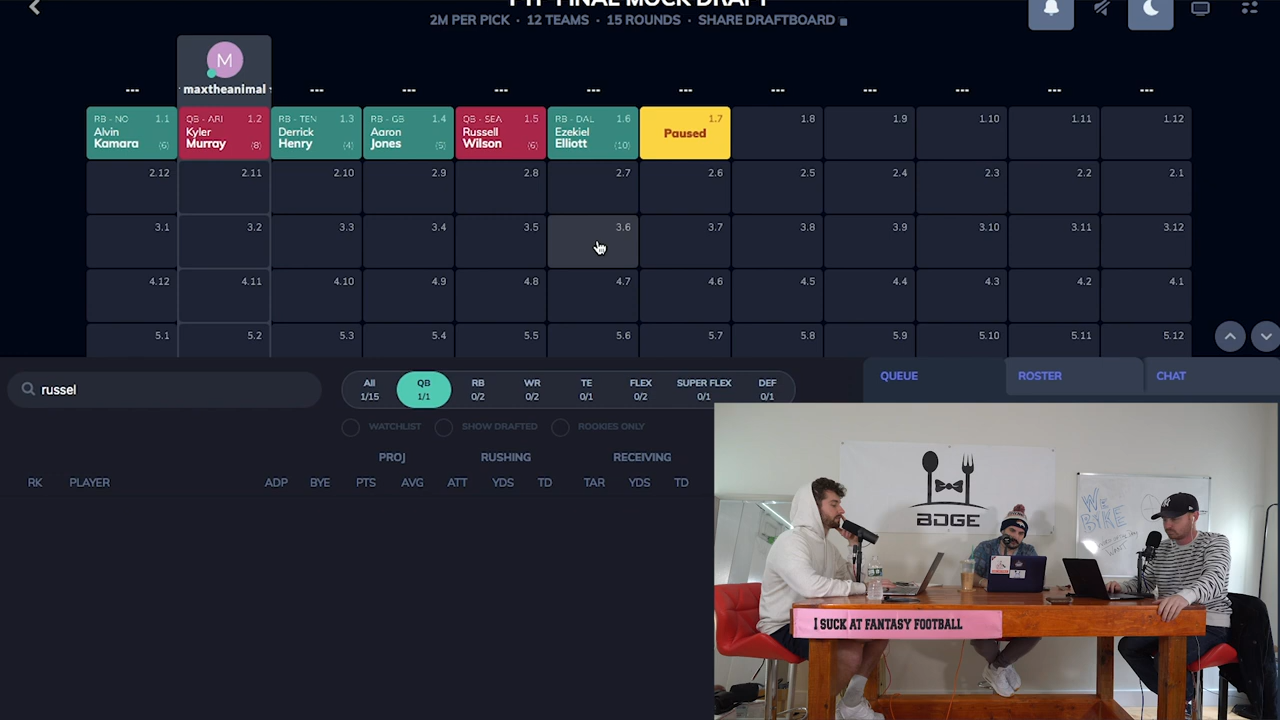 2M PER PICK • 12 TEAMS • 15 ROUNDS • SHARE DRAFTBOARD
M
--- maxtheanimal --- --- --- --- --- --- --- --- --- ---
RB - NO 1.1 Alvin Kamara (6)
QB - ARI 1.2 Kyler Murray (8)
RB - TEN 1.3 Derrick Henry (4)
RB - GB 1.4 Aaron Jones (5)
QB - SEA 1.5 Russell Wilson (6)
RB - DAL 1.6 Ezekiel Elliott (10)
1.7 Paused
1.8 1.9 1.10 1.11 1.12
2.12 2.11 2.10 2.9 2.8 2.7 2.6 2.5 2.4 2.3 2.2 2.1
3.1 3.2 3.3 3.4 3.5 3.6 3.7 3.8 3.9 3.10 3.11 3.12
4.12 4.11 4.10 4.9 4.8 4.7 4.6 4.5 4.4 4.3 4.2 4.1
5.1 5.2 5.3 5.4 5.5 5.6 5.7 5.8 5.9 5.10 5.11 5.12
russel
All QB RB WR TE FLEX SUPER FLEX DEF
1/15 1/1 0/2 0/2 0/1 0/2 0/1 0/1
QUEUE ROSTER CHAT
WATCHLIST SHOW DRAFTED ROOKIES ONLY
PROJ RUSHING RECEIVING
RK PLAYER ADP BYE PTS AVG ATT YDS TD TAR YDS TD
BDGE
WE
BYKE
I SUCK AT FANTASY FOOTBALL